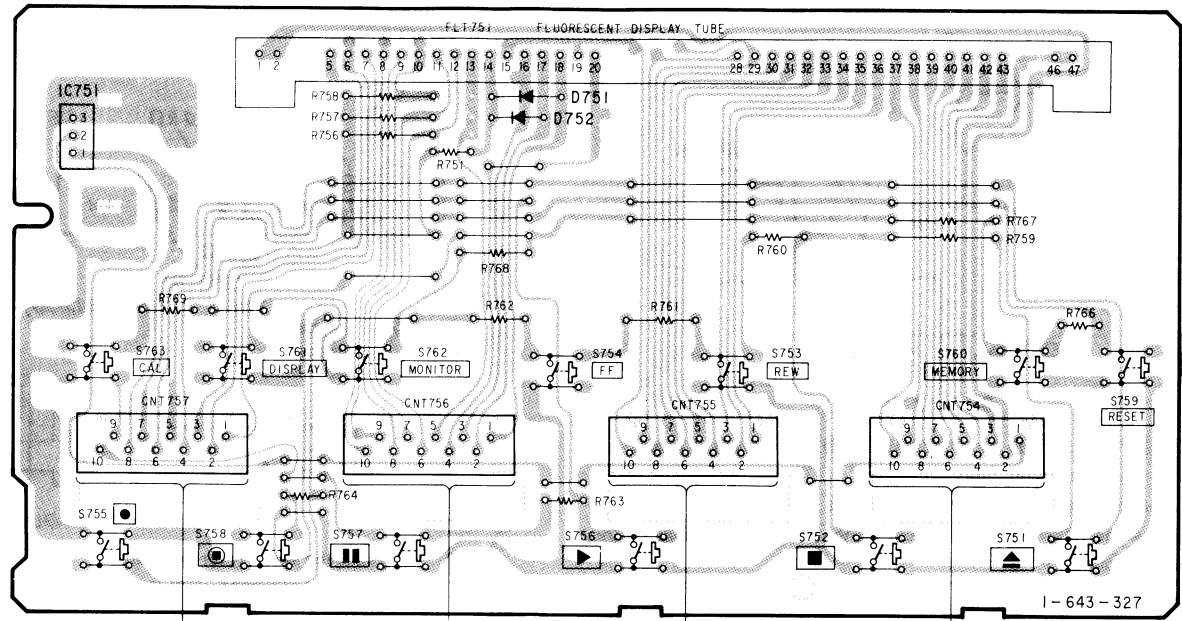 FLT751 FLUORESCENT DISPLAY TUBE
1 2 5 6 7 8 9 10 11 12 13 14 15 16 17 18 19 20 28 29 30 31 32 33 34 35 36 37 38 39 40 41 42 43 46 47
IC751
3
2
1
R758
D751
R757
D752
R756
R751
R767
R760
R759
R768
R769
R762
R761
R766
S763
CAL
S761
DISPLAY
S762
MONITOR
S754
FF
S753
REW
S760
MEMORY
S759
RESET
CNT757
9 7 5 3 1
10 8 6 4 2
CNT756
9 7 5 3 1
10 8 6 4 2
CNT755
9 7 5 3 1
10 8 6 4 2
CNT754
9 7 5 3 1
10 8 6 4 2
R764
R763
S755
S758
S757
S756
S752
S751
1-643-327